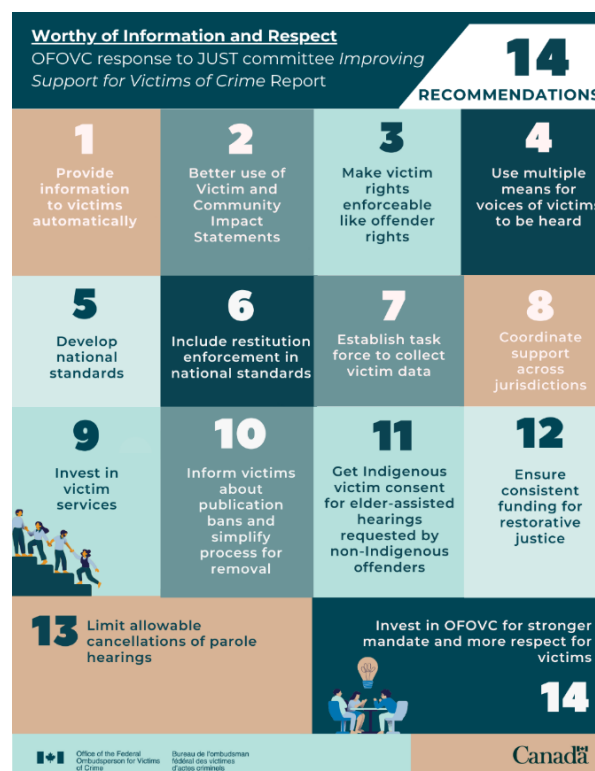 Worthy of Information and Respect
OFOVC response to JUST committee Improving
Support for Victims of Crime Report
14
RECOMMENDATIONS
1
Provide
information
to victims
automatically
2
Better use of
Victim and
Community
Impact
Statements
3
Make victim
rights
enforceable
like offender
rights
4
Use multiple
means for
voices of victims
to be heard
5
Develop
national
standards
6
Include restitution
enforcement in
national standards
7
Establish task
force to collect
victim data
8
Coordinate
support
across
jurisdictions
9
Invest in
victim
services
10
Inform victims
about
publication
bans and
simplify
process for
removal
11
Get Indigenous
victim consent
for elder-assisted
hearings
requested by
non-Indigenous
offenders
12
Ensure
consistent
funding for
restorative
justice
13
Limit allowable
cancellations of parole
hearings
Invest in OFOVC for stronger
mandate and more respect for
victims
14
Office of the Federal
Ombudsperson for Victims
of Crime
Bureau de l'ombudsman
fédéral des victimes
d'actes criminels
Canada